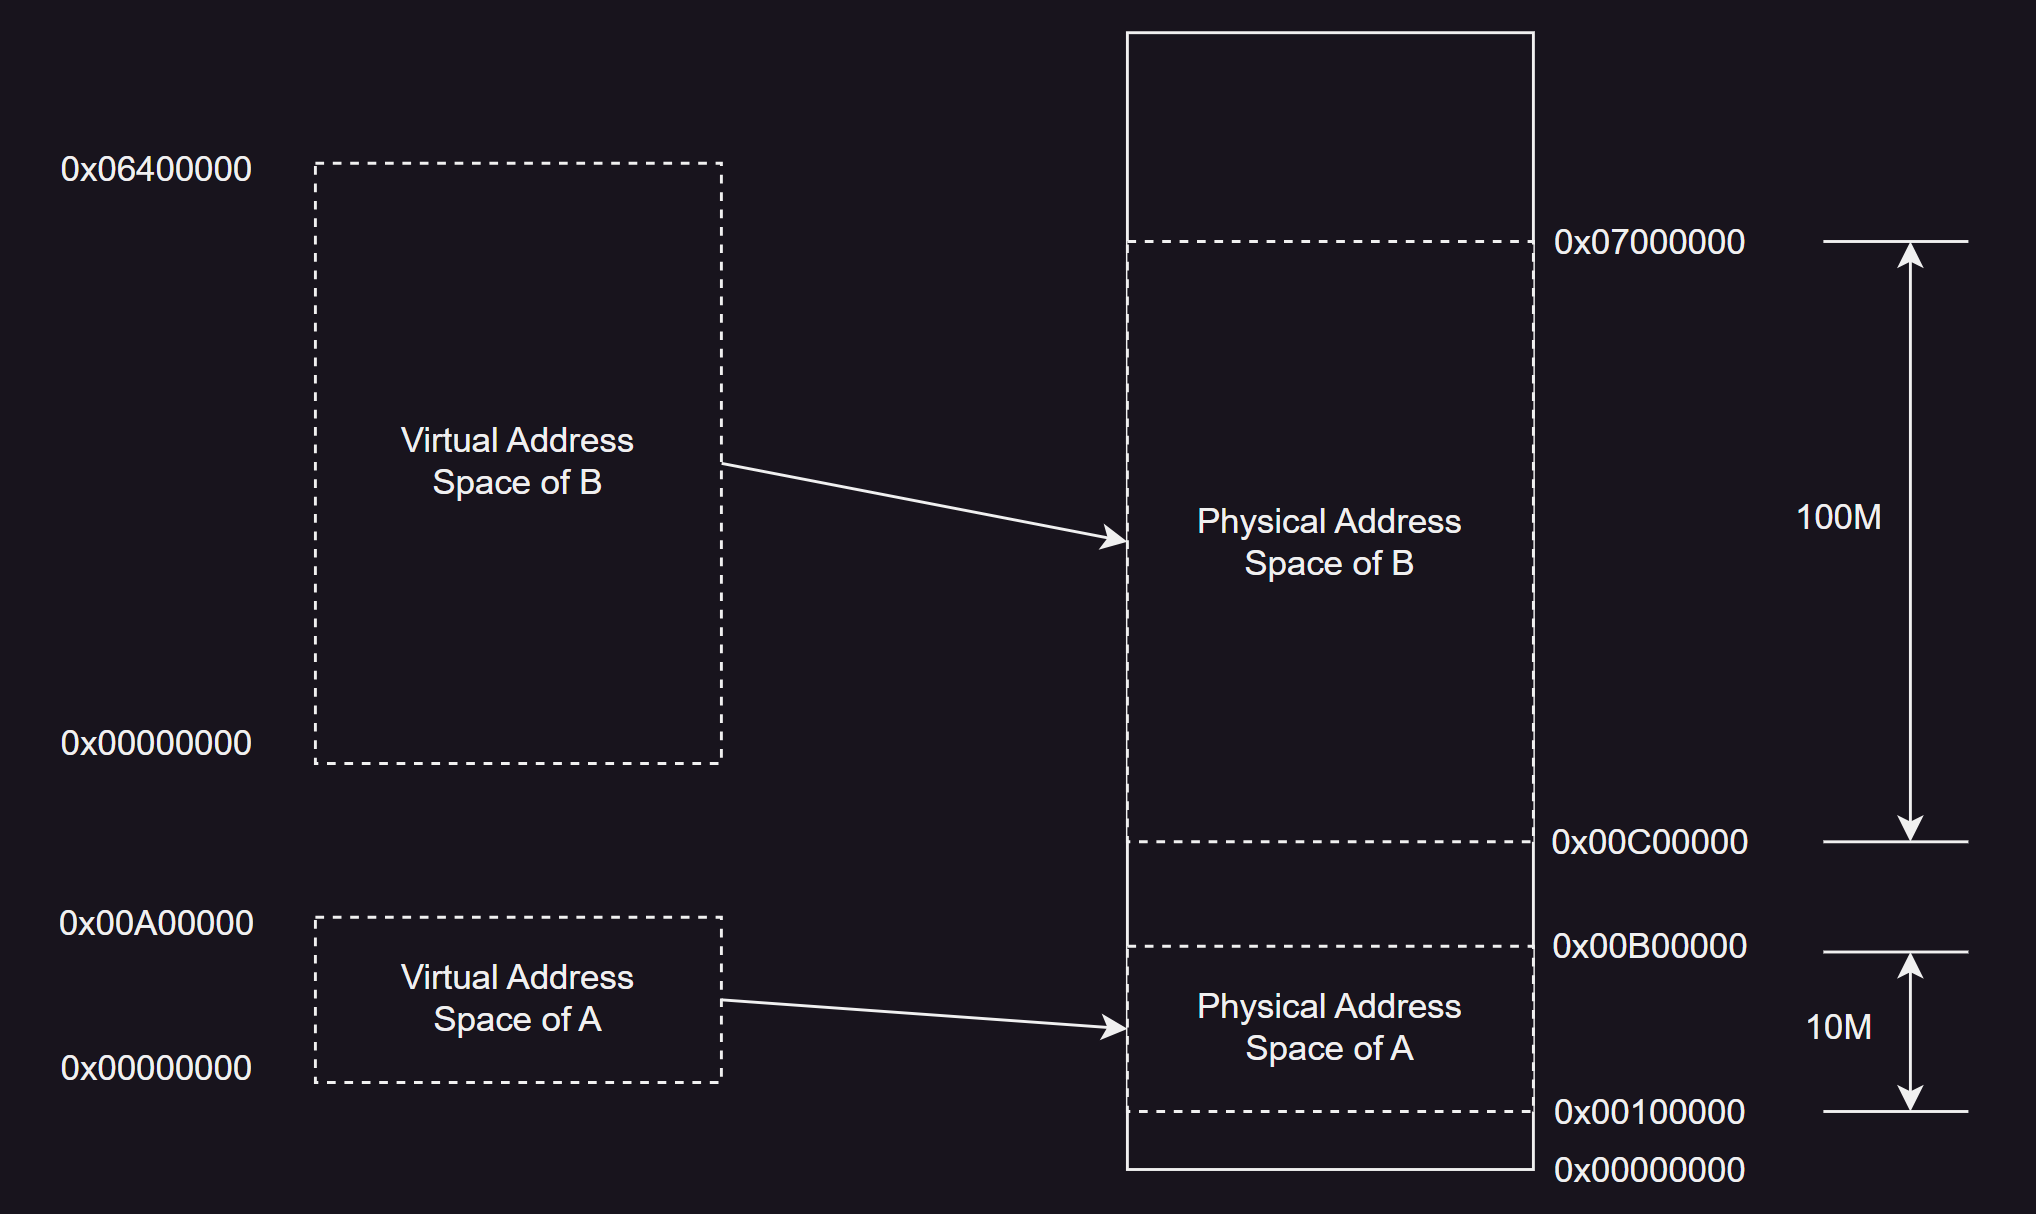 0x06400000
0x07000000
Virtual Address
Space of B
Physical Address
Space of B
100M
0x00000000
0x00C00000
0x00A00000
0x00B00000
Virtual Address
Space of A
Physical Address
Space of A
10M
0x00000000
0x00100000
0x00000000